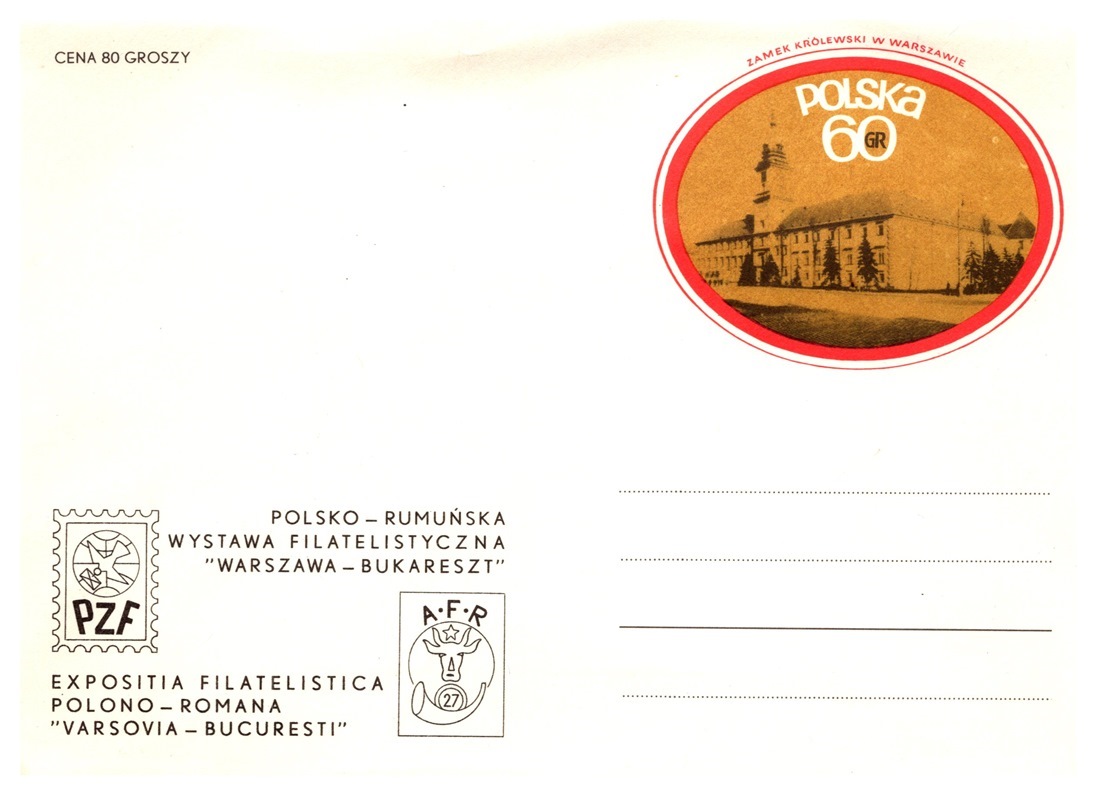 CENA 80 GROSZY
ZAMEK KRÓLEWSKI W WARSZAWIE
POLSKA
60 GR
POLSKO – RUMUŃSKA
WYSTAWA FILATELISTYCZNA
"WARSZAWA – BUKARESZT"
PZF
A·F·R
27
EXPOSITIA FILATELISTICA
POLONO – ROMANA
"VARSOVIA – BUCURESTI"